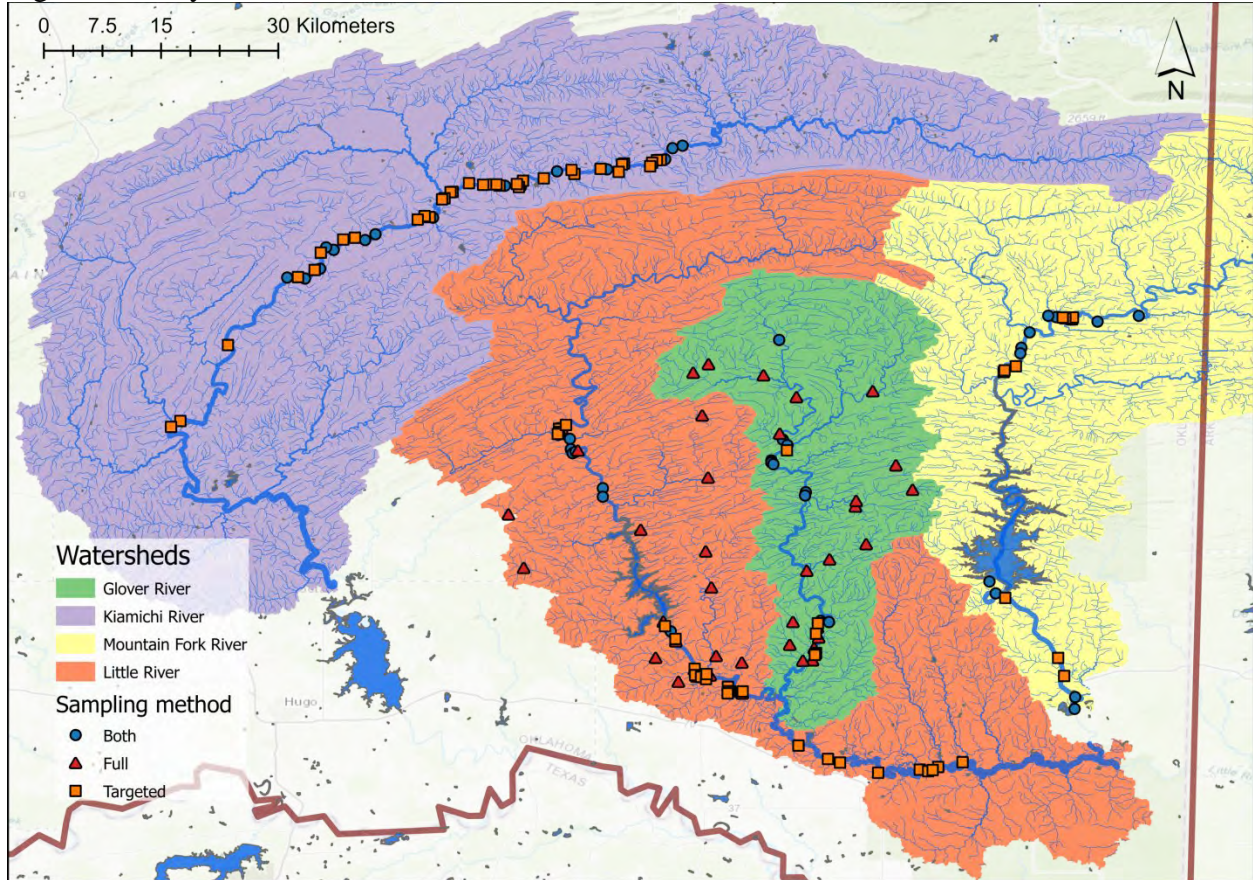 0 7.5 15 30 Kilometers
N
Watersheds
Glover River
Kiamichi River
Mountain Fork River
Little River
Sampling method
Both
Full
Targeted
Hugo
OKLAHOMA
TEXAS
37